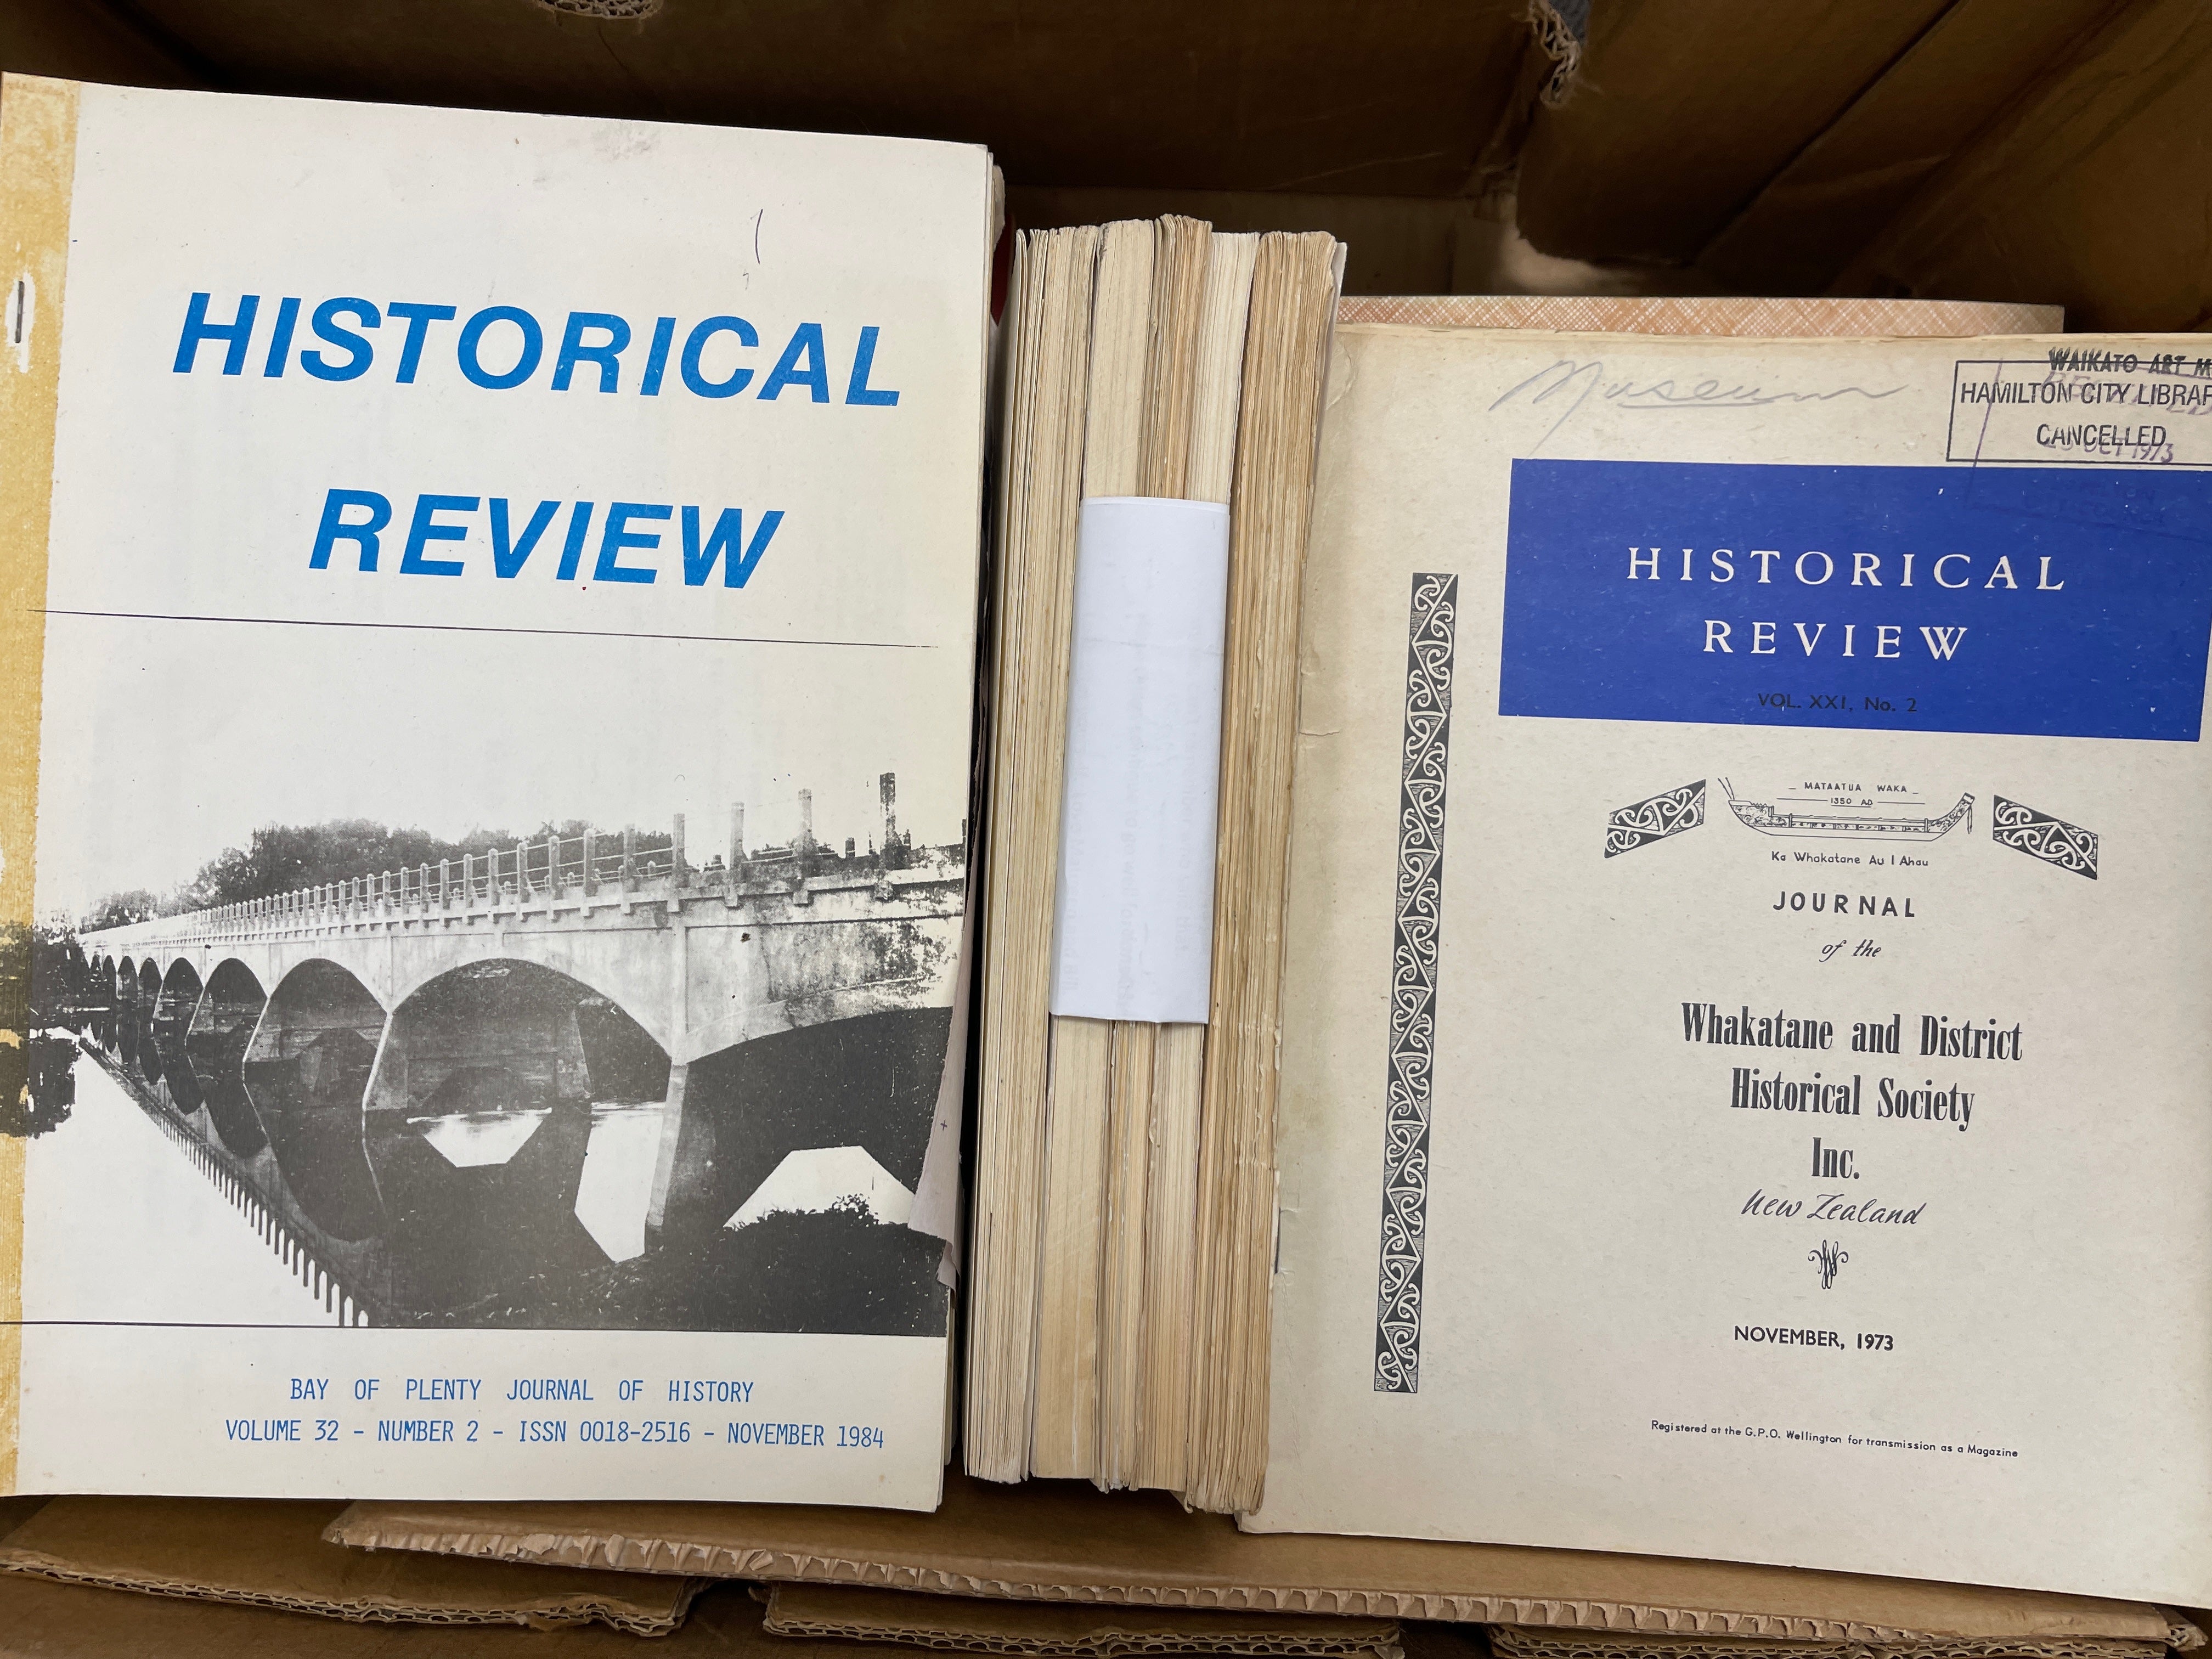 HISTORICAL
REVIEW
BAY OF PLENTY JOURNAL OF HISTORY
VOLUME 32 - NUMBER 2 - ISSN 0018-2516 - NOVEMBER 1984
Museum
WAIKATO ART
HAMILTON CITY
CANCELLED
OCT 1973
HISTORICAL
REVIEW
VOL. XXI, No. 2
MATAATUA WAKA
1350 AD
Ka Whakatane Au I Ahau
JOURNAL
of the
Whakatane and District
Historical Society
Inc.
New Zealand
NOVEMBER, 1973
Registered at the G.P.O. Wellington for transmission as a Magazine